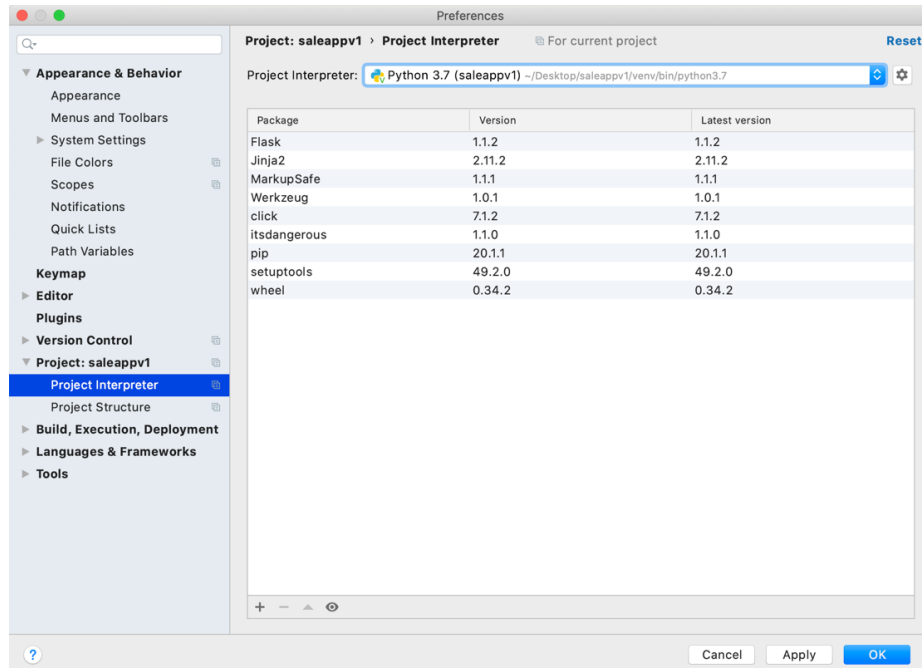 Preferences
Project: saleappv1 › Project Interpreter For current project Reset
Appearance & Behavior
Appearance
Menus and Toolbars
System Settings
File Colors
Scopes
Notifications
Quick Lists
Path Variables
Keymap
Editor
Plugins
Version Control
Project: saleappv1
Project Interpreter
Project Structure
Build, Execution, Deployment
Languages & Frameworks
Tools
Project Interpreter: Python 3.7 (saleappv1) ~/Desktop/saleappv1/venv/bin/python3.7
Package Version Latest version
Flask 1.1.2 1.1.2
Jinja2 2.11.2 2.11.2
MarkupSafe 1.1.1 1.1.1
Werkzeug 1.0.1 1.0.1
click 7.1.2 7.1.2
itsdangerous 1.1.0 1.1.0
pip 20.1.1 20.1.1
setuptools 49.2.0 49.2.0
wheel 0.34.2 0.34.2
? Cancel Apply OK